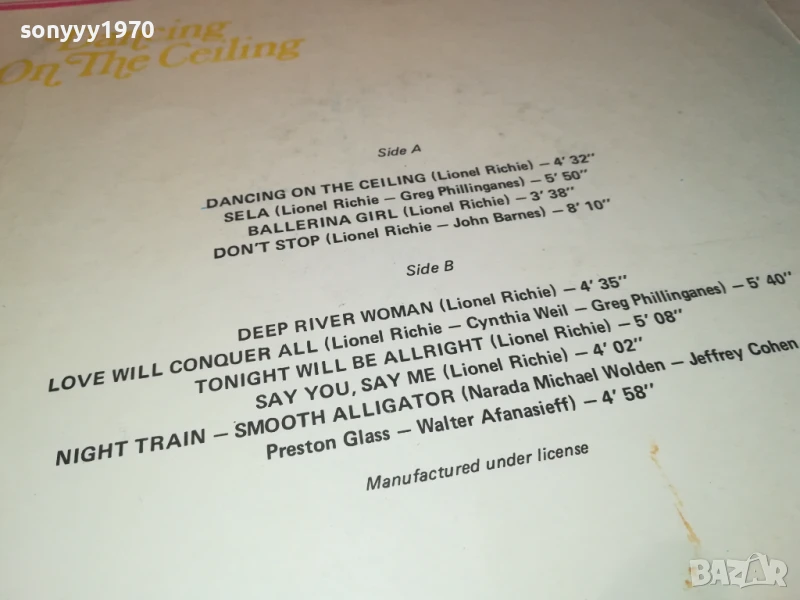 sonyyy1970
Dancing
On The Ceiling
Side A
DANCING ON THE CEILING (Lionel Richie) – 4' 32"
SELA (Lionel Richie – Greg Phillinganes) – 5' 50"
BALLERINA GIRL (Lionel Richie) – 3' 38"
DON'T STOP (Lionel Richie – John Barnes) – 8' 10"
Side B
DEEP RIVER WOMAN (Lionel Richie) – 4' 35"
LOVE WILL CONQUER ALL (Lionel Richie – Cynthia Weil – Greg Phillinganes) – 5' 40"
TONIGHT WILL BE ALLRIGHT (Lionel Richie) – 5' 08"
SAY YOU, SAY ME (Lionel Richie) – 4' 02"
NIGHT TRAIN – SMOOTH ALLIGATOR (Narada Michael Wolden – Jeffrey Cohen
Preston Glass – Walter Afanasieff) – 4' 58"
Manufactured under license
BAZAR